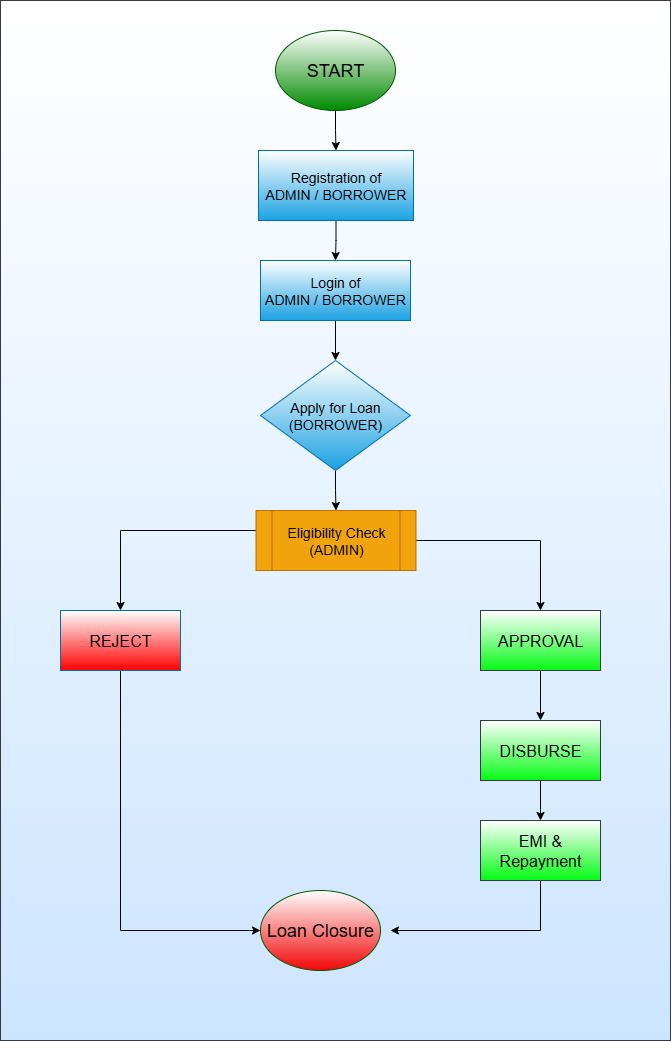 START
Registration of
ADMIN / BORROWER
Login of
ADMIN / BORROWER
Apply for Loan
(BORROWER)
Eligibility Check
(ADMIN)
REJECT
APPROVAL
DISBURSE
EMI &
Repayment
Loan Closure